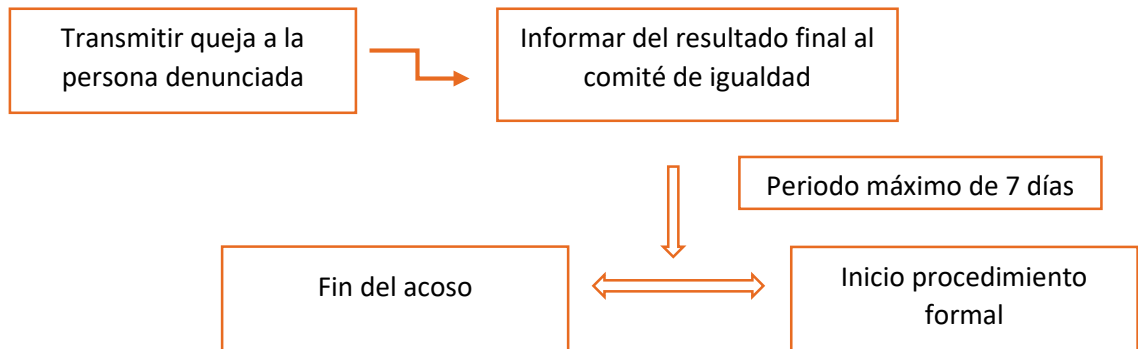 Transmitir queja a la
persona denunciada
Informar del resultado final al
comité de igualdad
Periodo máximo de 7 días
Fin del acoso
Inicio procedimiento
formal